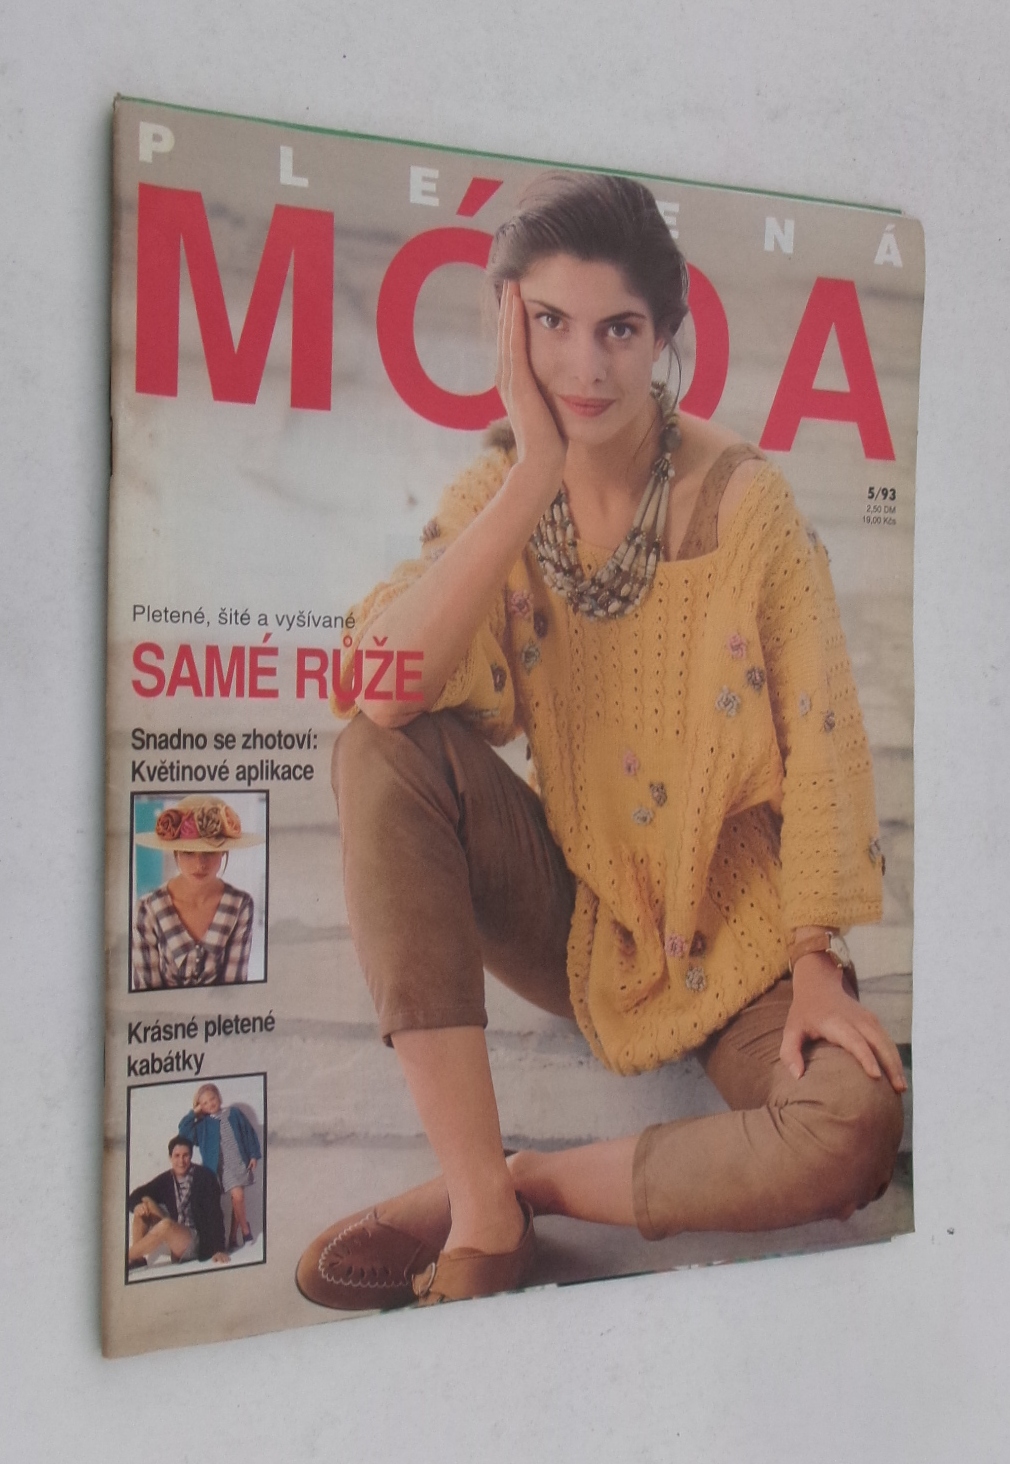 PLETENÁ
MÓDA
5/93
2,50 DM
19,00 Kčs
Pletené, šité a vyšívané
SAMÉ RŮŽE
Snadno se zhotoví:
Květinové aplikace
Krásné pletené
kabátky